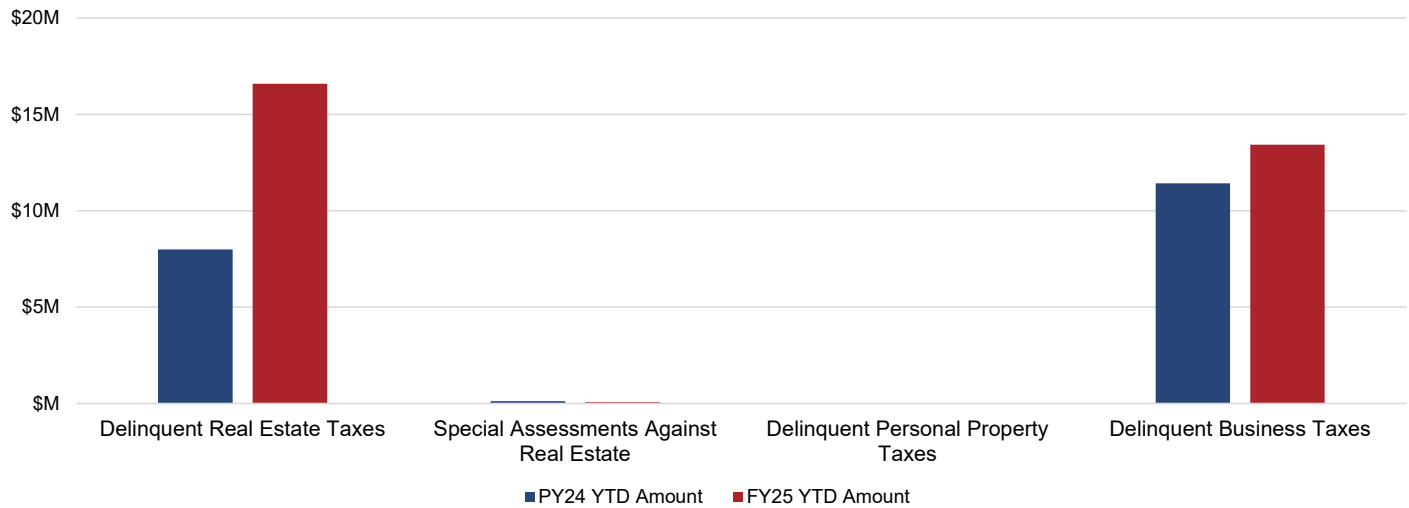 $20M
$15M
$10M
$5M
$M
Delinquent Real Estate Taxes
Special Assessments Against
Real Estate
Delinquent Personal Property
Taxes
Delinquent Business Taxes
PY24 YTD Amount
FY25 YTD Amount